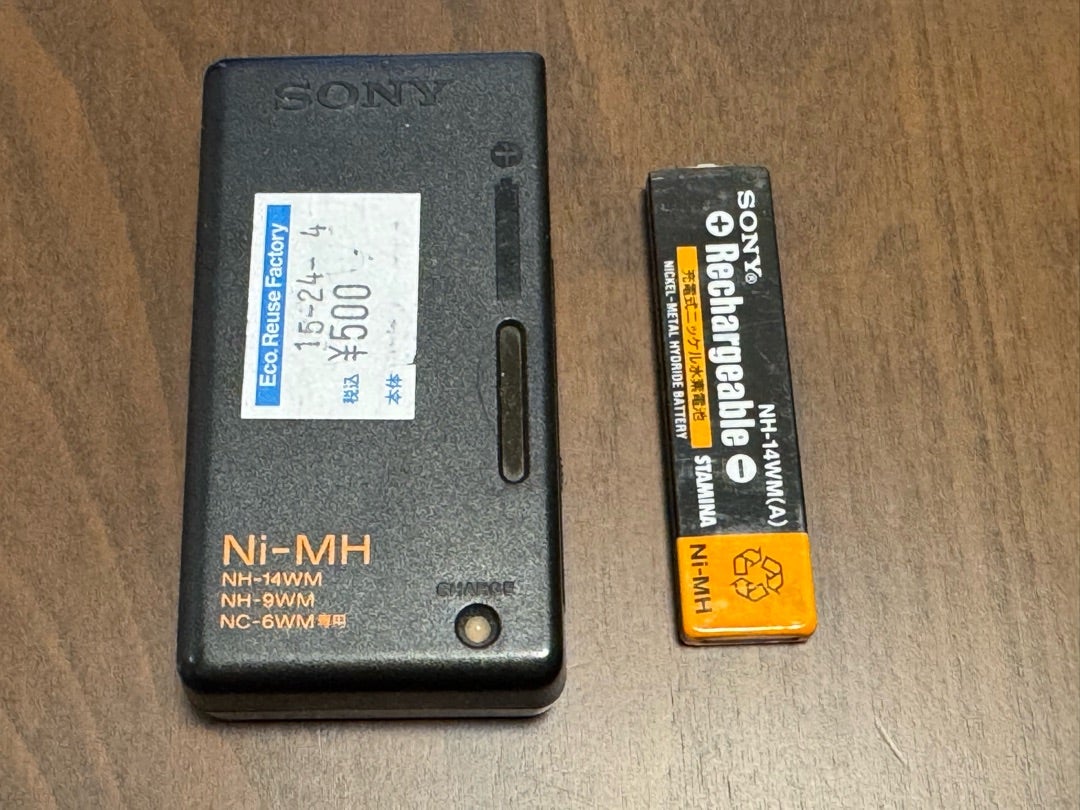 SONY
Eco. Reuse Factory
15-24- 4
税込 ¥500
本体
Ni-MH
NH-14WM
NH-9WM
NC-6WM専用
CHARGE
SONY®
Rechargeable
NH-14WM(A)
充電式ニッケル水素電池
NICKEL-METAL HYDRIDE BATTERY
STAMINA
Ni-MH